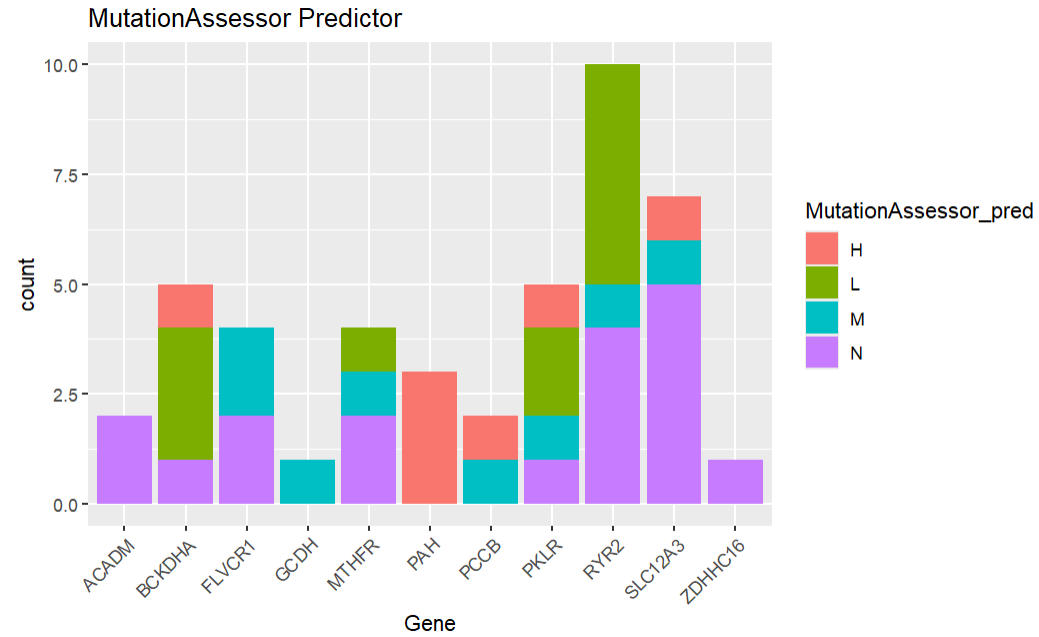 MutationAssessor Predictor
10.0
7.5
5.0
2.5
0.0
count
ACADM
BCKDHA
FLVCR1
GCDH
MTHFR
PAH
PCCB
PKLR
RYR2
SLC12A3
ZDHHC16
Gene
MutationAssessor_pred
H
L
M
N